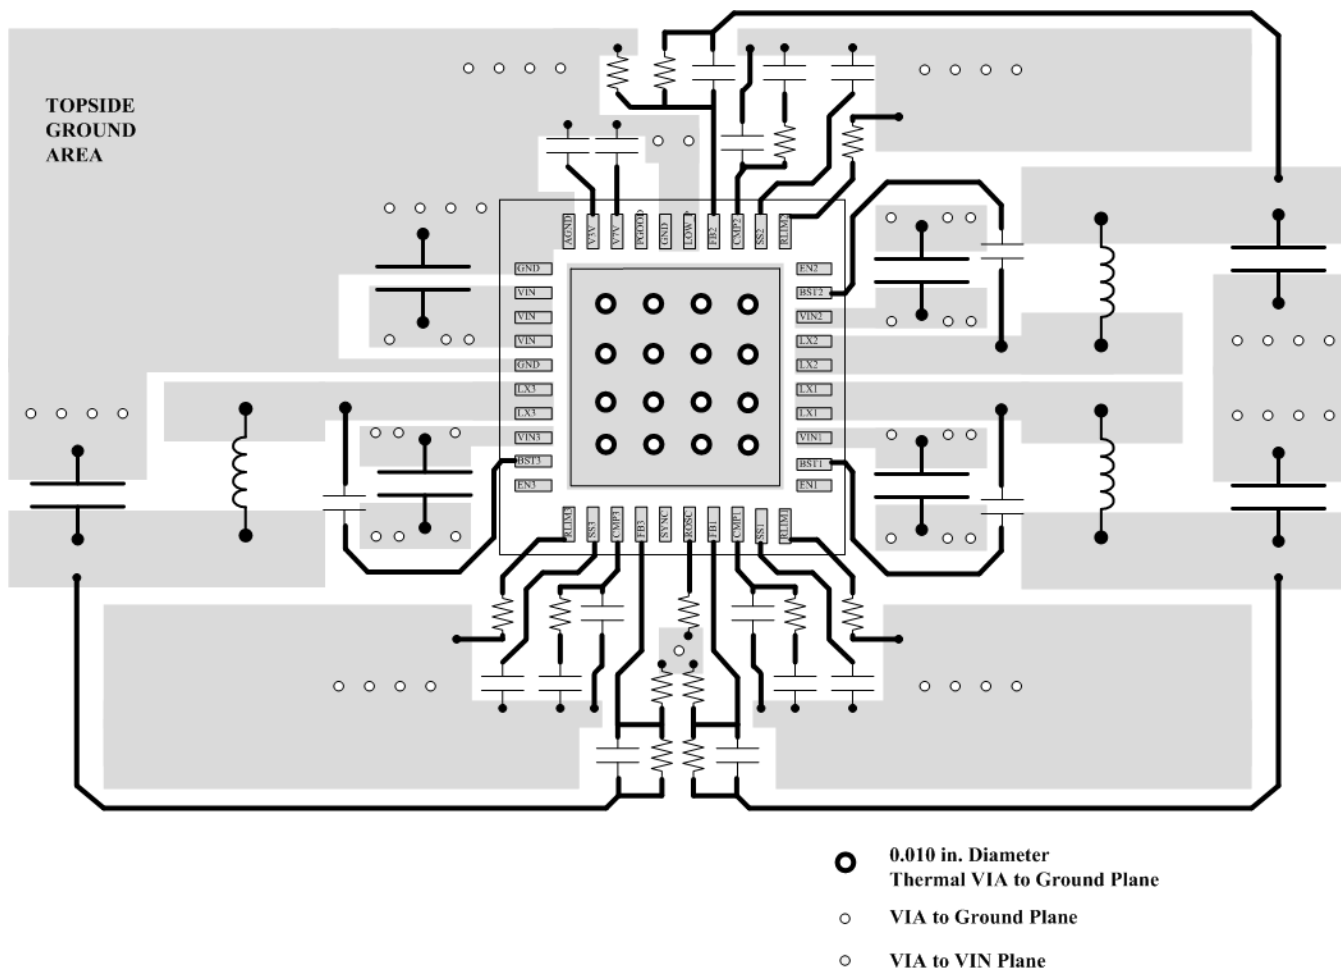 TOPSIDE
GROUND
AREA
AGND
V3V
V7V
PGOOD
GND
LOW_P
FB2
CMP2
SS2
RLIM2
GND
VIN
VIN
VIN
GND
LX3
LX3
VIN3
BST3
EN3
EN2
BST2
VIN2
LX2
LX2
LX1
LX1
VIN1
BST1
EN1
RLIM3
SS3
CMP3
FB3
SYNC
ROSC
FB1
CMP1
SS1
RLIM1
0.010 in. Diameter
Thermal VIA to Ground Plane
VIA to Ground Plane
VIA to VIN Plane